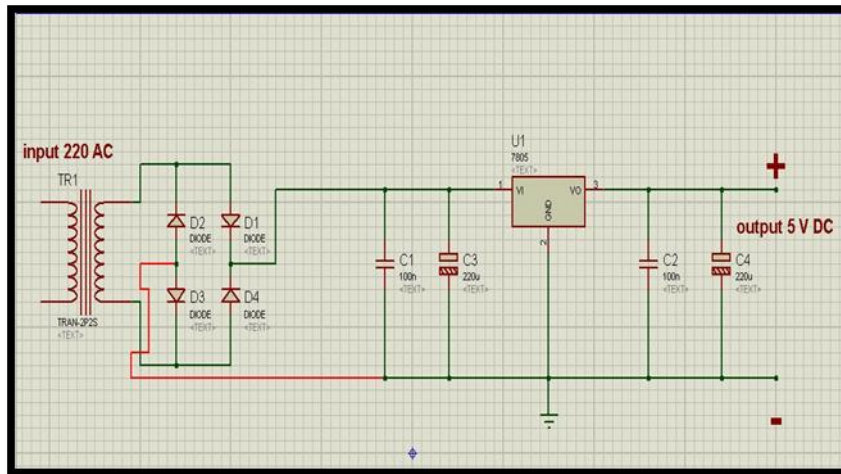 input 220 AC
TR1
TRAN-2P2S
<TEXT>
D2
DIODE
<TEXT>
D1
DIODE
<TEXT>
D3
DIODE
<TEXT>
D4
DIODE
<TEXT>
C1
100n
<TEXT>
C3
220u
<TEXT>
U1
7805
<TEXT>
1
VI
VO
3
GND
2
C2
100n
<TEXT>
C4
220u
<TEXT>
+
output 5 V DC
-